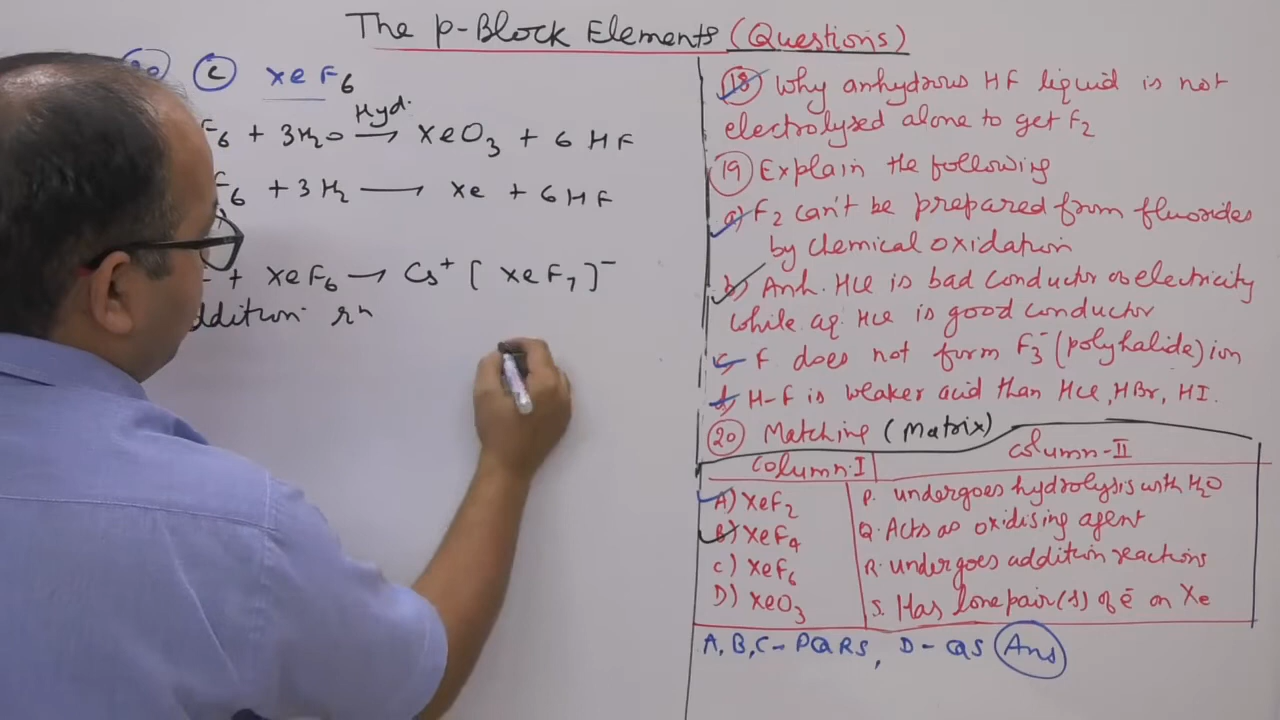 The p-Block Elements (Questions)
C XeF6
F6 + 3H2O Hyd. → XeO3 + 6HF
F6 + 3H2 → Xe + 6HF
+ XeF6 → Cs+ [XeF7]−
ddition rn
18 Why anhydrous HF liquid is not
electrolyzed alone to get F2
19 Explain the following
a) F2 can't be prepared from fluorides
by chemical oxidation
b) Anh. HCl is bad conductor of electricity
while aq. HCl is good conductor
c) F does not form F3− (polyhalide) ion
d) H-F is weaker acid than HCl, HBr, HI.
20 Matching (Matrix)
Column-I Column-II
A) XeF2 P. undergoes hydrolysis with H2O
B) XeF4 Q. Acts as oxidising agent
C) XeF6 R. undergoes addition reactions
D) XeO3 S. Has lone pair(s) of ē on Xe
A, B, C - PQRS, D - QS Ans